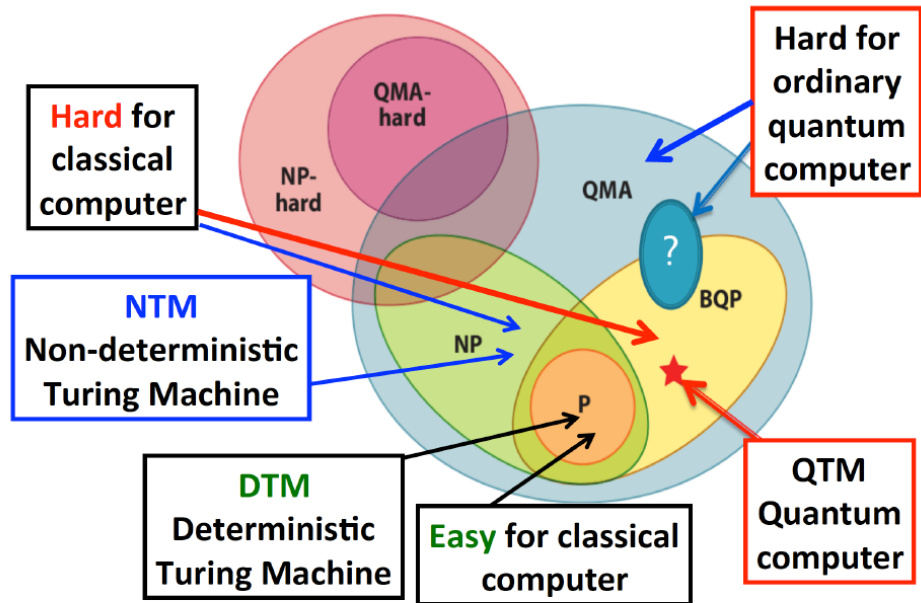 Hard for
classical
computer
QMA-
hard
NP-
hard
Hard for
ordinary
quantum
computer
QMA
?
BQP
NTM
Non-deterministic
Turing Machine
NP
P
DTM
Deterministic
Turing Machine
Easy for classical
computer
QTM
Quantum
computer